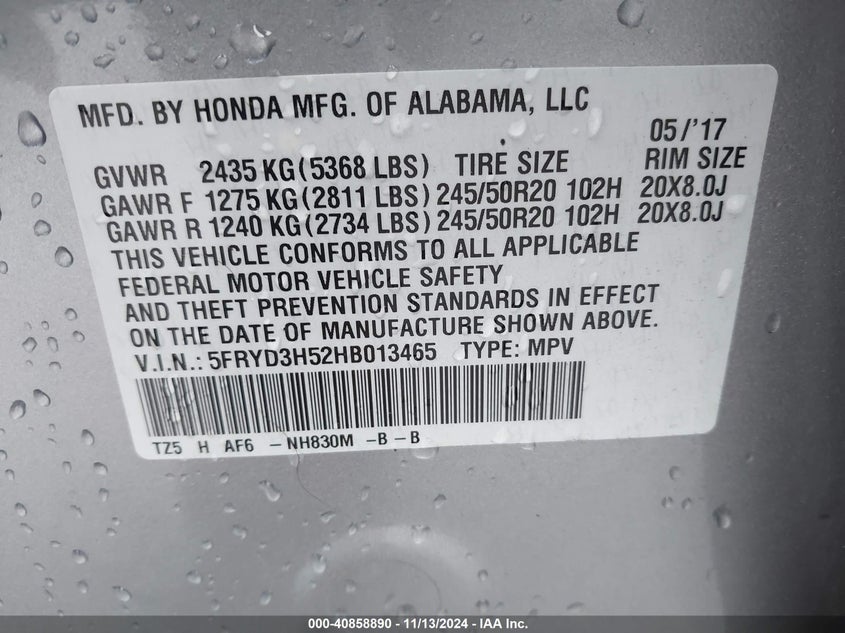 MFD. BY HONDA MFG. OF ALABAMA, LLC
05/'17
GVWR 2435 KG(5368 LBS) TIRE SIZE RIM SIZE
GAWR F 1275 KG(2811 LBS)245/50R20 102H 20X8.0J
GAWR R 1240 KG(2734 LBS)245/50R20 102H 20X8.0J
THIS VEHICLE CONFORMS TO ALL APPLICABLE
FEDERAL MOTOR VEHICLE SAFETY
AND THEFT PREVENTION STANDARDS IN EFFECT
ON THE DATE OF MANUFACTURE SHOWN ABOVE.
V.I.N.: 5FRYD3H52HB013465 TYPE: MPV
TZ5 H AF6 -NH830M -B-B
000-40858890 - 11/13/2024 - IAA Inc.